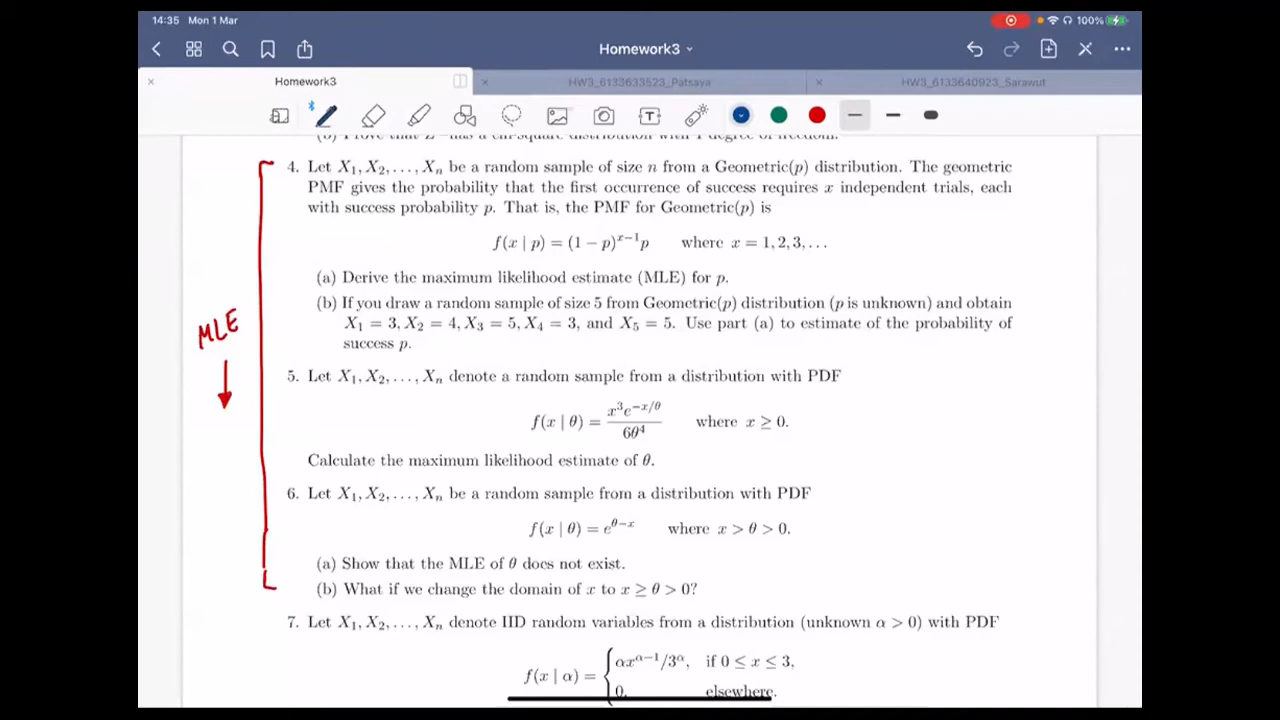 14:35 Mon 1 Mar
100%
Homework3
Homework3
HW3_6133633523_Patsaya
HW3_6133640923_Sarawut
4. Let X₁, X₂, . . . , Xₙ be a random sample of size n from a Geometric(p) distribution. The geometric
PMF gives the probability that the first occurrence of success requires x independent trials, each
with success probability p. That is, the PMF for Geometric(p) is
f(x | p) = (1 − p)ˣ⁻¹p where x = 1, 2, 3, . . .
(a) Derive the maximum likelihood estimate (MLE) for p.
(b) If you draw a random sample of size 5 from Geometric(p) distribution (p is unknown) and obtain
X₁ = 3, X₂ = 4, X₃ = 5, X₄ = 3, and X₅ = 5. Use part (a) to estimate of the probability of
success p.
MLE
5. Let X₁, X₂, . . . , Xₙ denote a random sample from a distribution with PDF
f(x | θ) = x³e^{−x/θ} / 6θ⁴ where x ≥ 0.
Calculate the maximum likelihood estimate of θ.
6. Let X₁, X₂, . . . , Xₙ be a random sample from a distribution with PDF
f(x | θ) = e^{θ−x} where x > θ > 0.
(a) Show that the MLE of θ does not exist.
(b) What if we change the domain of x to x ≥ θ > 0?
7. Let X₁, X₂, . . . , Xₙ denote IID random variables from a distribution (unknown α > 0) with PDF
f(x | α) = { αx^{α−1}/3^α, if 0 ≤ x ≤ 3,
0, elsewhere.